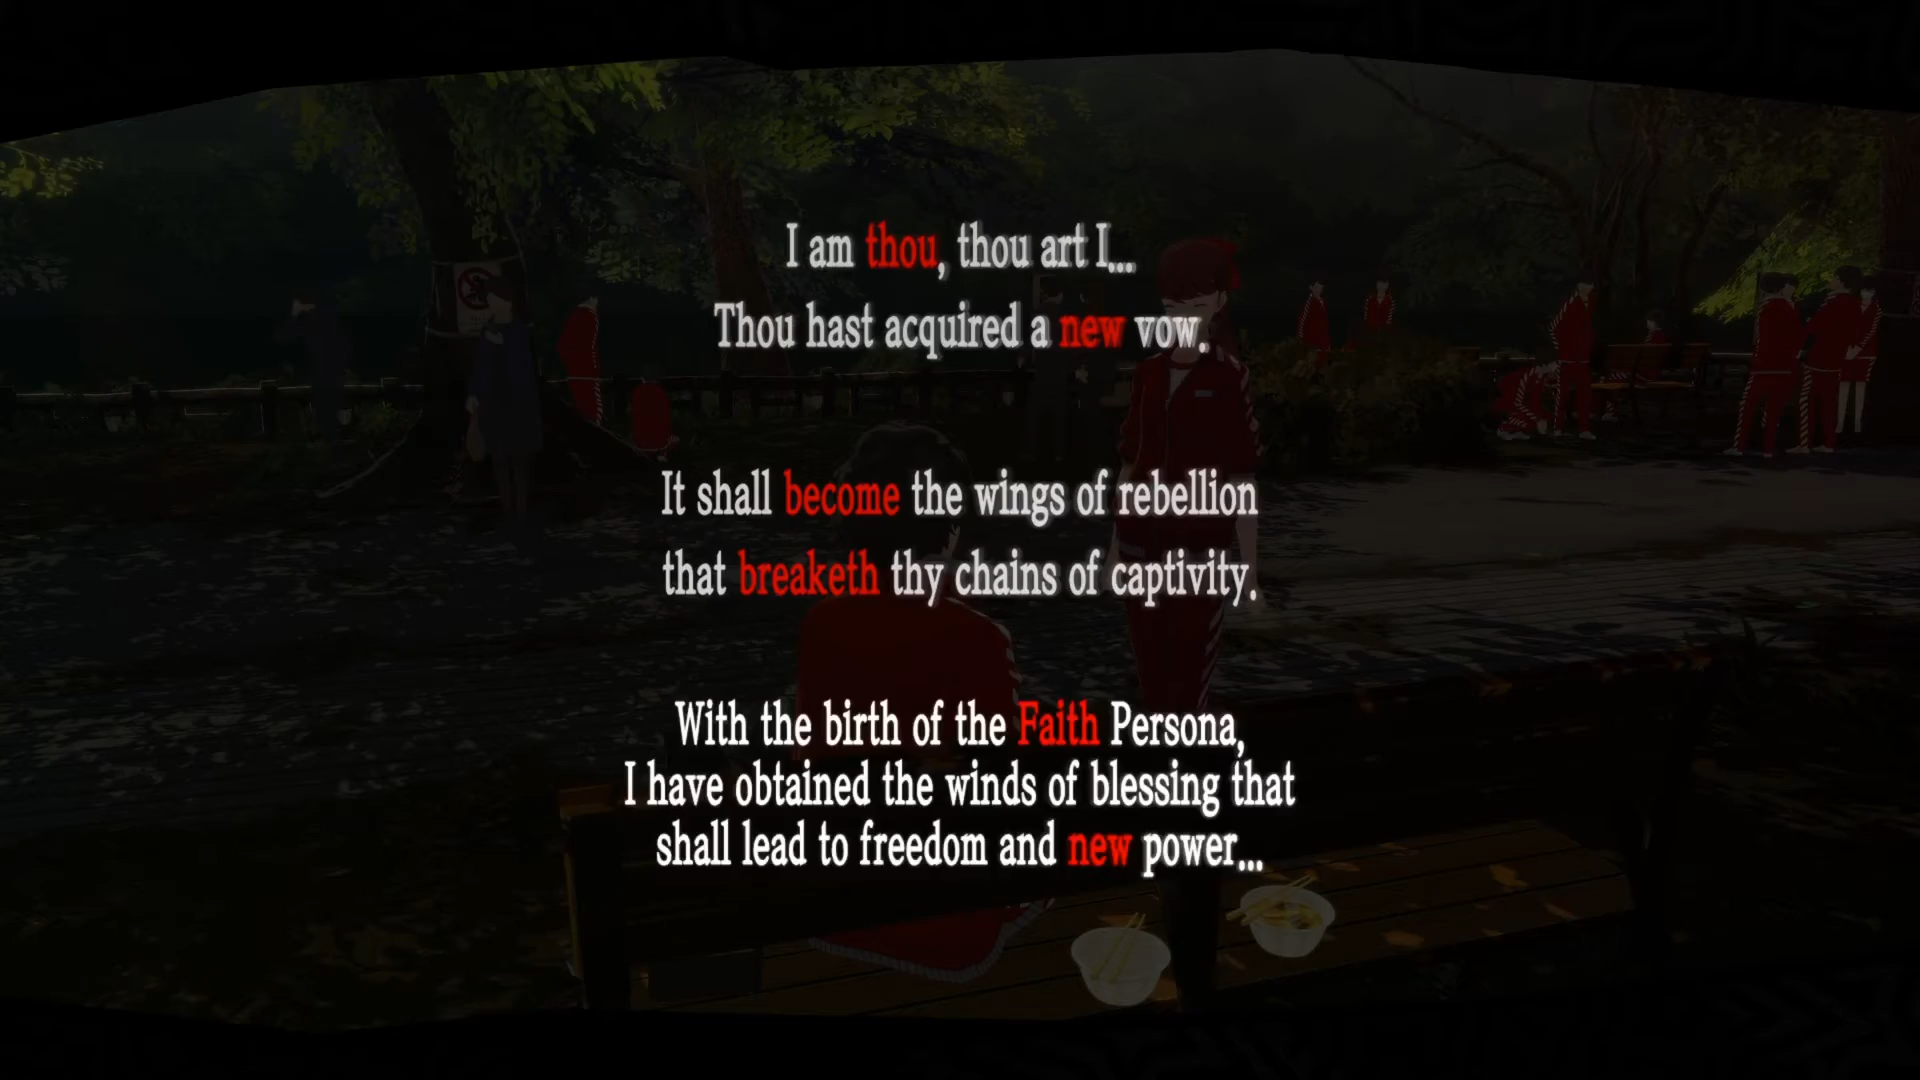 I am thou, thou art I...
Thou hast acquired a new vow.
It shall become the wings of rebellion
that breaketh thy chains of captivity.
With the birth of the Faith Persona,
I have obtained the winds of blessing that
shall lead to freedom and new power...